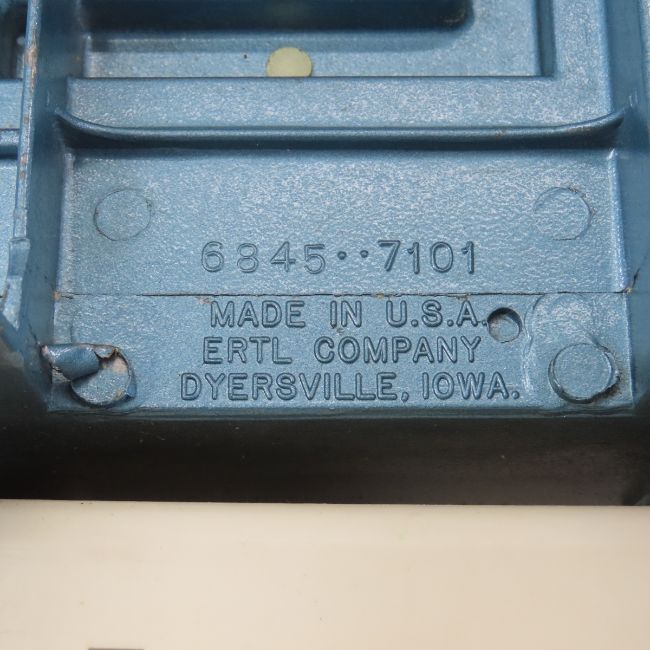 6845··7101
MADE IN U.S.A.
ERTL COMPANY
DYERSVILLE, IOWA.